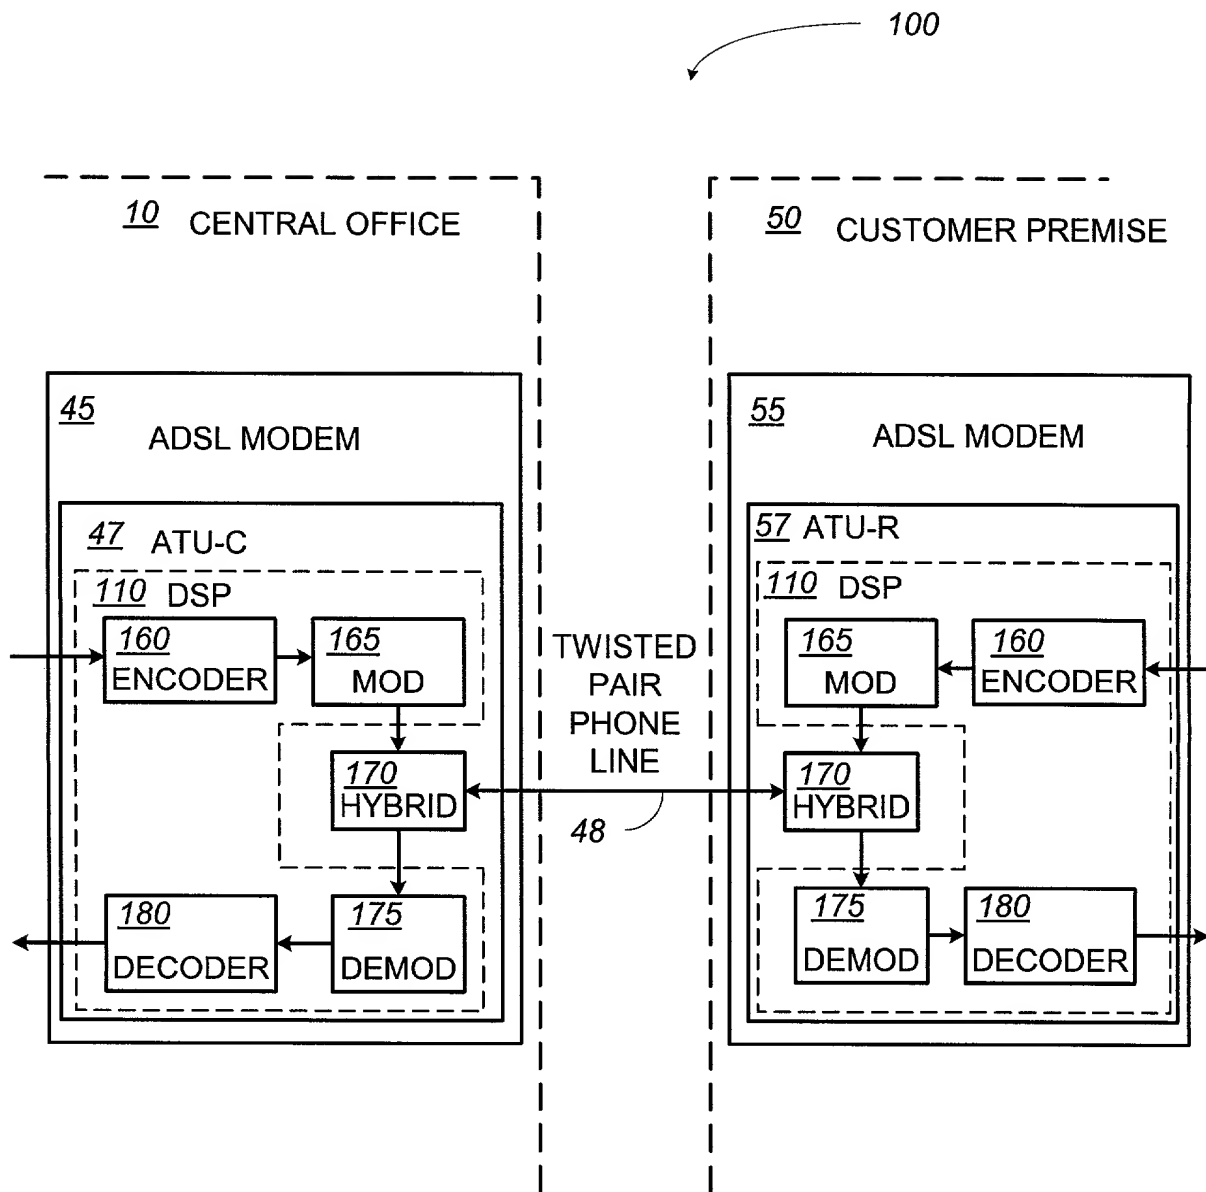 100
10 CENTRAL OFFICE
50 CUSTOMER PREMISE
45
ADSL MODEM
47 ATU-C
110 DSP
160
ENCODER
165
MOD
170
HYBRID
180
DECODER
175
DEMOD
TWISTED
PAIR
PHONE
LINE
48
55
ADSL MODEM
57 ATU-R
110 DSP
165
MOD
160
ENCODER
170
HYBRID
175
DEMOD
180
DECODER